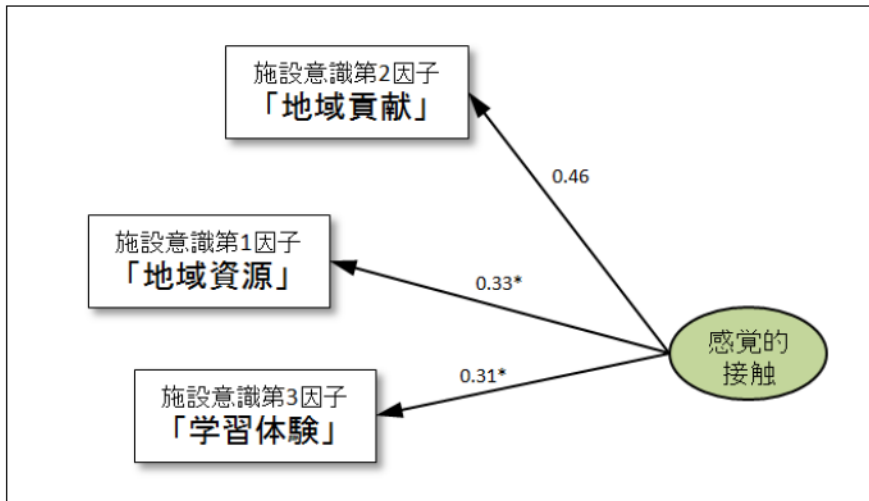 施設意識第2因子
「地域貢献」
0.46
施設意識第1因子
「地域資源」
0.33*
感覚的
接触
0.31*
施設意識第3因子
「学習体験」